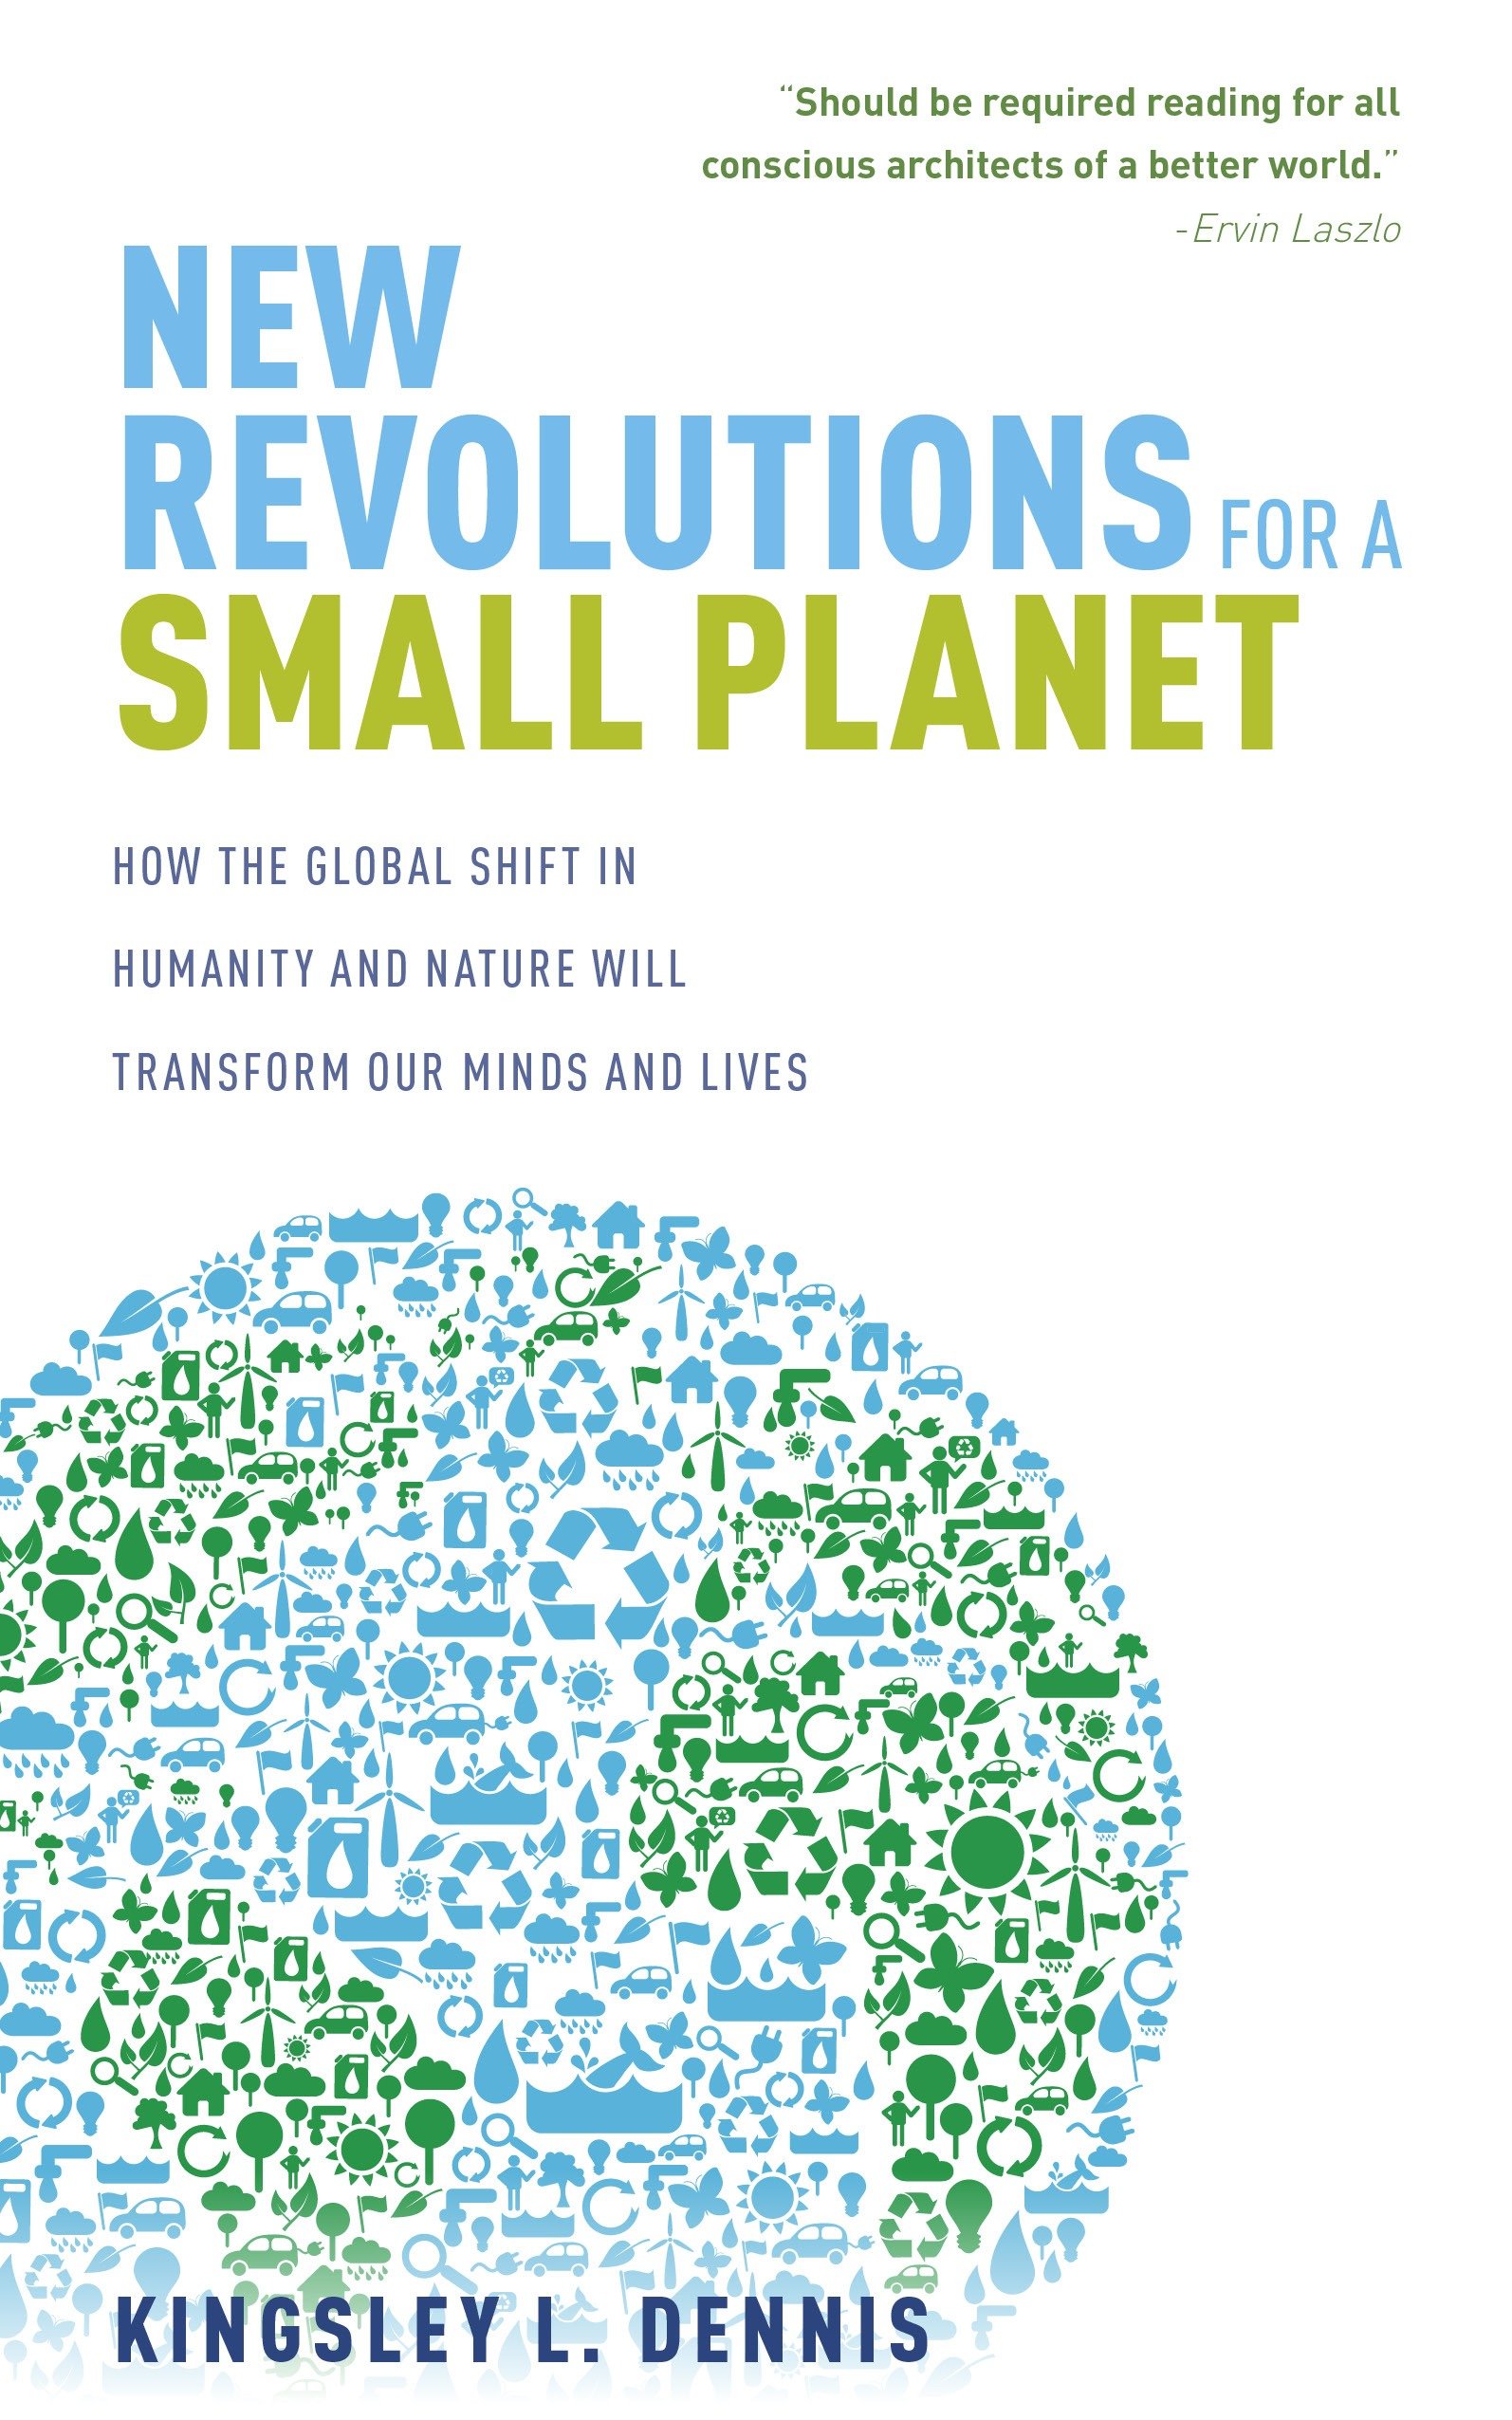 “Should be required reading for all
conscious architects of a better world.”
-Ervin Laszlo
NEW
REVOLUTIONS FOR A
SMALL PLANET
HOW THE GLOBAL SHIFT IN
HUMANITY AND NATURE WILL
TRANSFORM OUR MINDS AND LIVES
KINGSLEY L. DENNIS